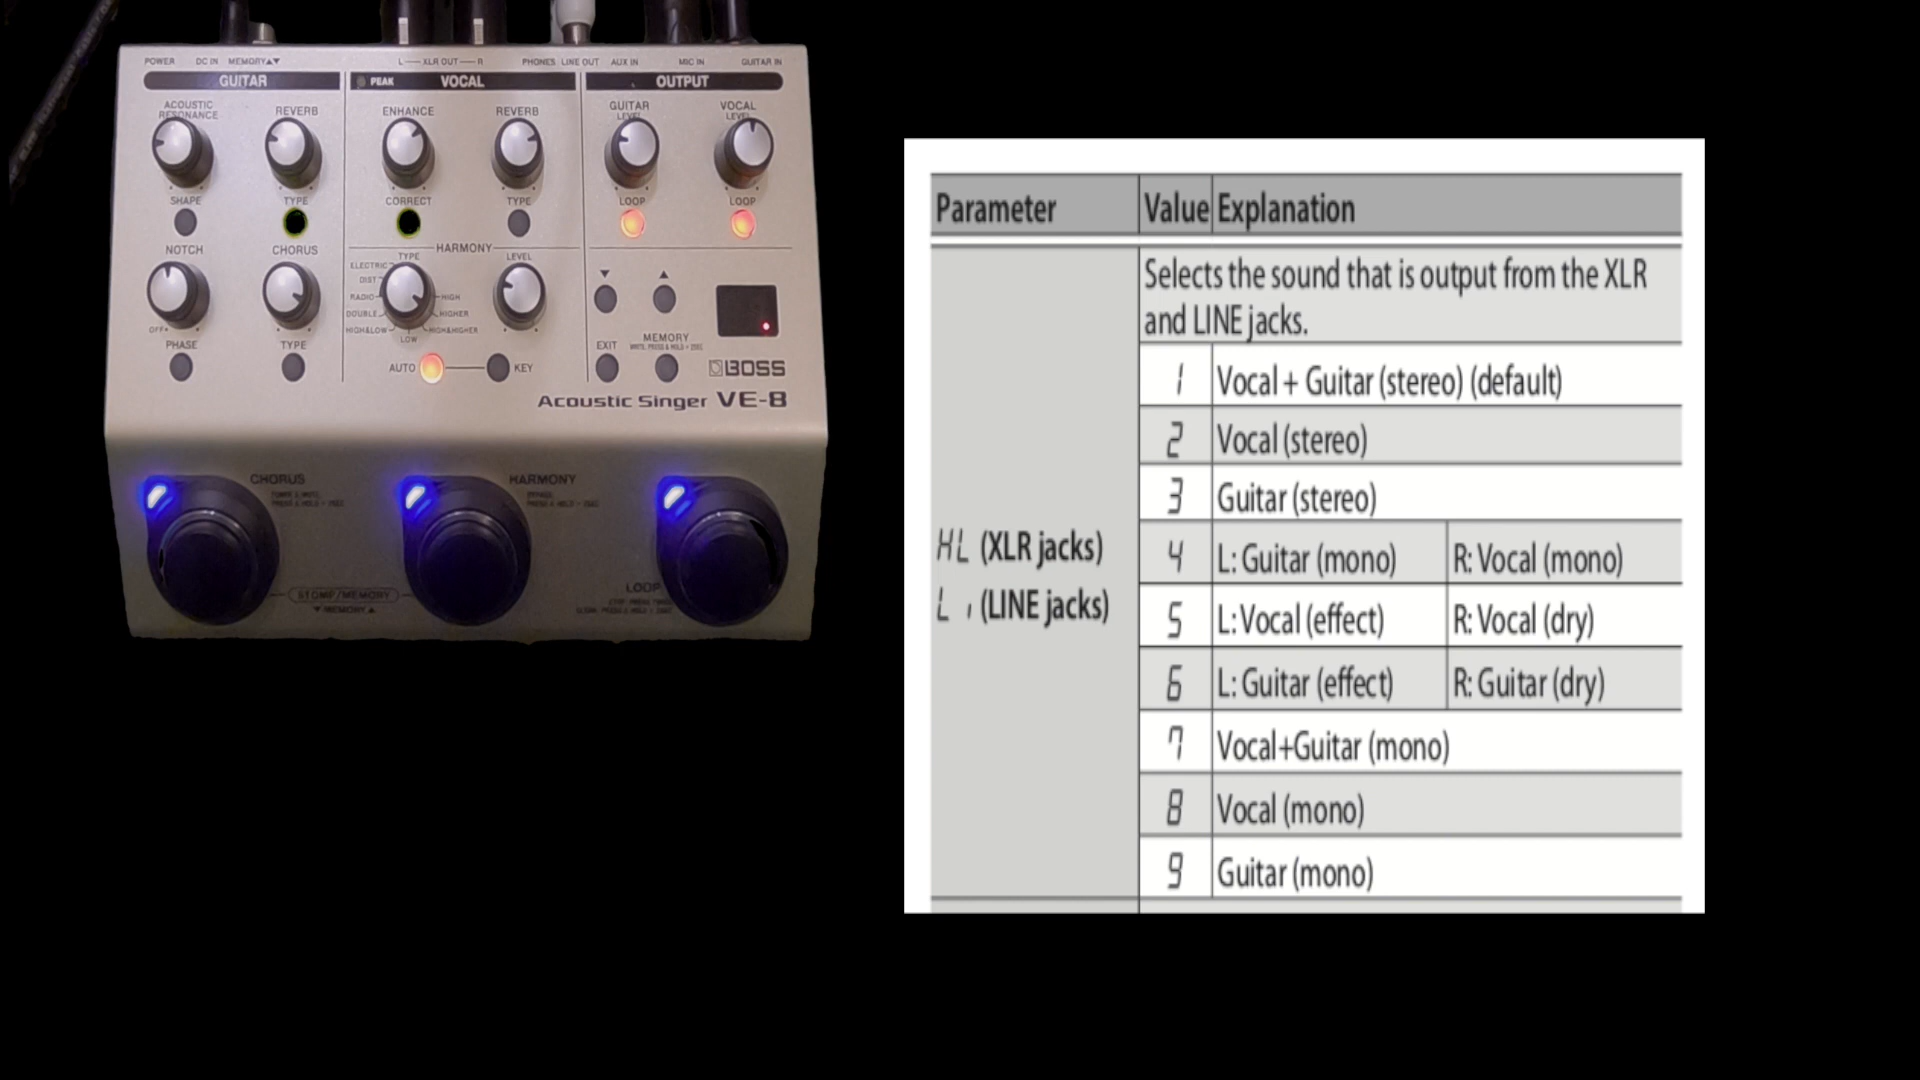 POWER DC IN MEMORY▲▼ L XLR OUT R PHONES LINE OUT AUX IN MIC IN GUITAR IN
GUITAR PEAK VOCAL OUTPUT
ACOUSTIC RESONANCE REVERB ENHANCE REVERB GUITAR LEVEL VOCAL LEVEL
SHAPE TYPE CORRECT TYPE LOOP LOOP
HARMONY
NOTCH CHORUS TYPE LEVEL ▼ ▲
ELECTRIC
DIST
RADIO HIGH
DOUBLE HIGHER
HIGH&LOW HIGH&HIGHER
LOW
OFF
PHASE TYPE EXIT MEMORY
WRITE: PRESS & HOLD > 2SEC
AUTO KEY BOSS
Acoustic Singer VE-8
CHORUS HARMONY
LOOP
STOMP/MEMORY
▼MEMORY▲
Parameter Value Explanation
Selects the sound that is output from the XLR
and LINE jacks.
1 Vocal + Guitar (stereo) (default)
2 Vocal (stereo)
3 Guitar (stereo)
HL (XLR jacks)
L i (LINE jacks)
4 L: Guitar (mono) R: Vocal (mono)
5 L: Vocal (effect) R: Vocal (dry)
6 L: Guitar (effect) R: Guitar (dry)
7 Vocal+Guitar (mono)
8 Vocal (mono)
9 Guitar (mono)